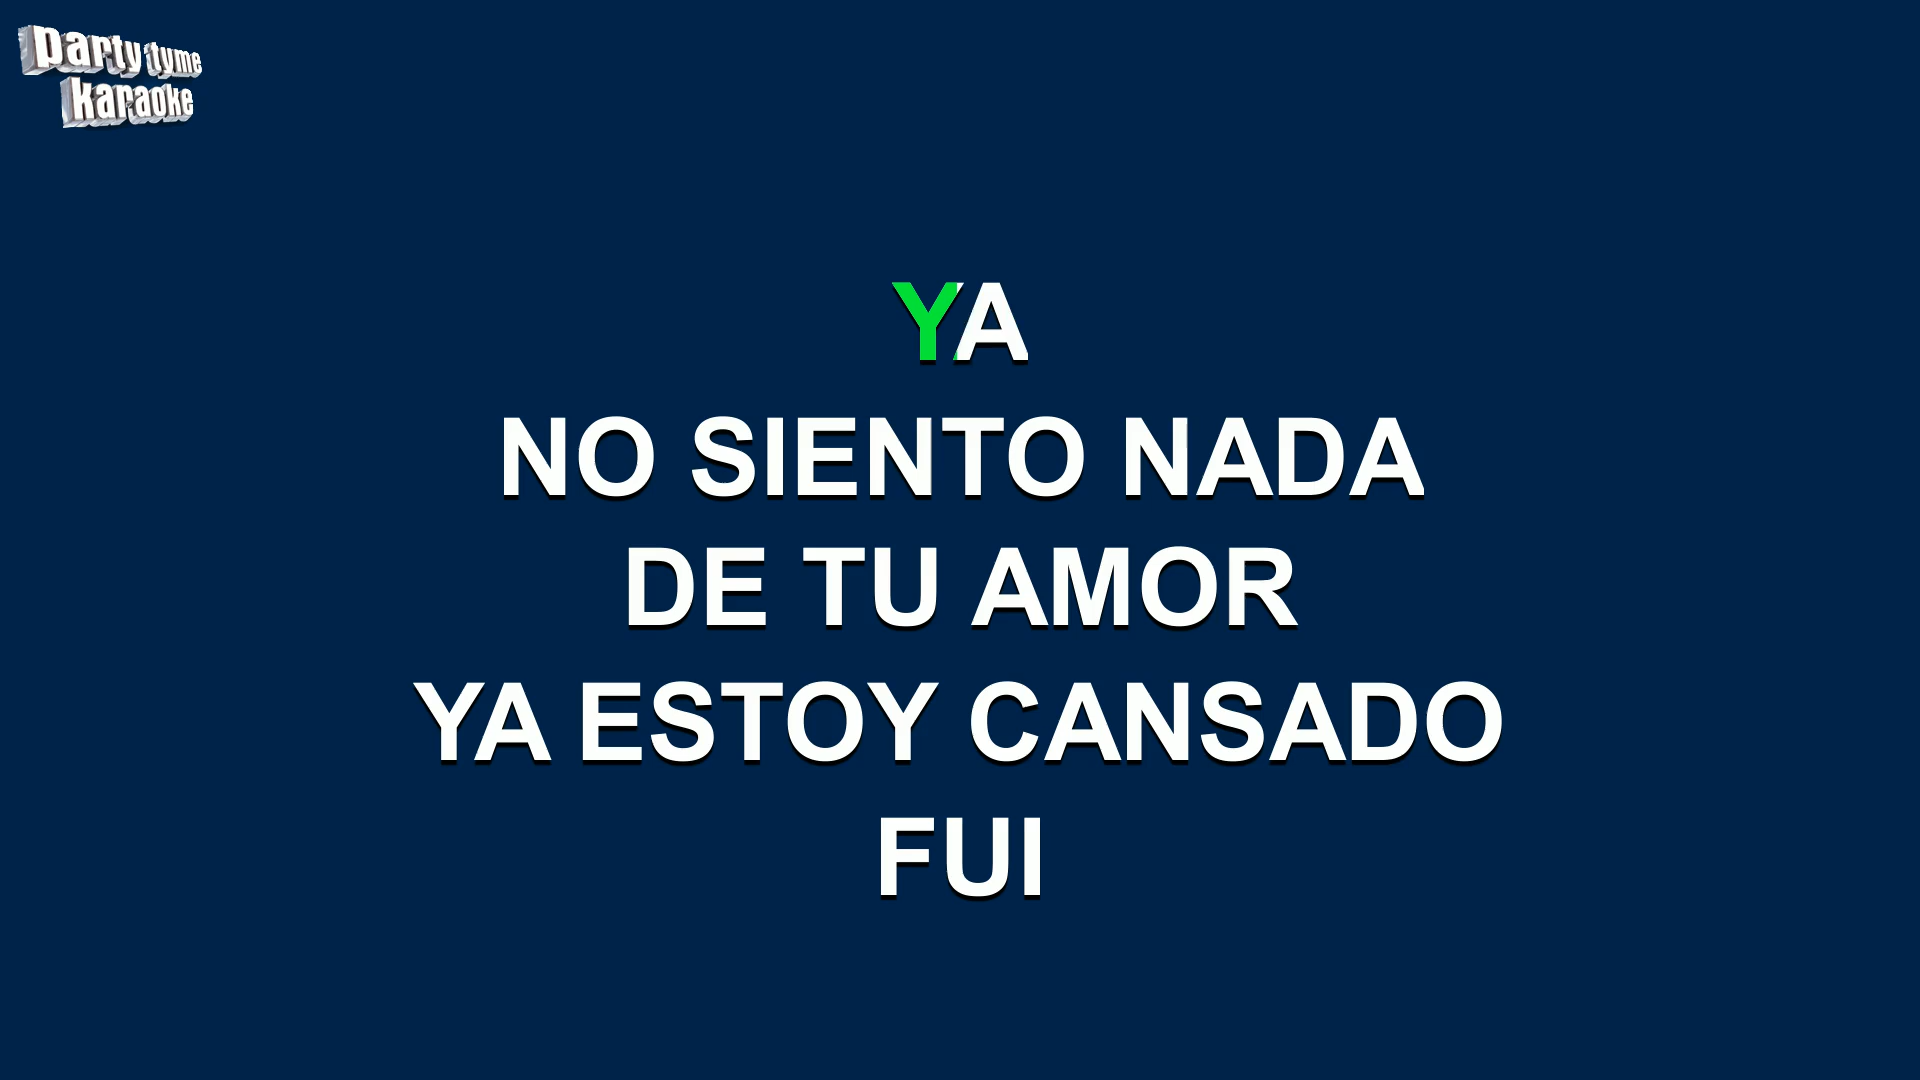 party tyme
karaoke
YA
NO SIENTO NADA
DE TU AMOR
YA ESTOY CANSADO
FUI